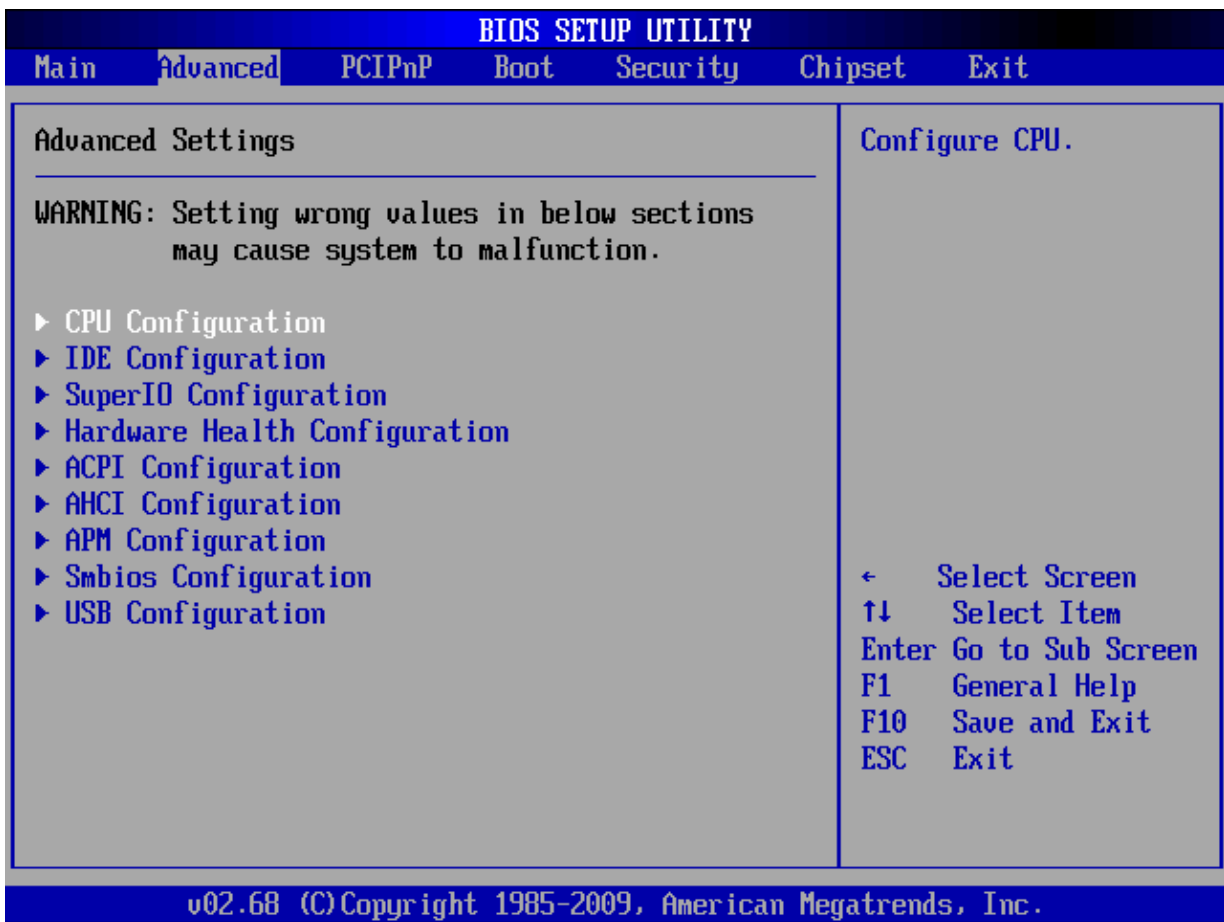 BIOS SETUP UTILITY
Main Advanced PCIPnP Boot Security Chipset Exit
Advanced Settings
WARNING: Setting wrong values in below sections
may cause system to malfunction.
▶ CPU Configuration
▶ IDE Configuration
▶ SuperIO Configuration
▶ Hardware Health Configuration
▶ ACPI Configuration
▶ AHCI Configuration
▶ APM Configuration
▶ Smbios Configuration
▶ USB Configuration
Configure CPU.
← Select Screen
↑↓ Select Item
Enter Go to Sub Screen
F1 General Help
F10 Save and Exit
ESC Exit
v02.68 (C)Copyright 1985-2009, American Megatrends, Inc.